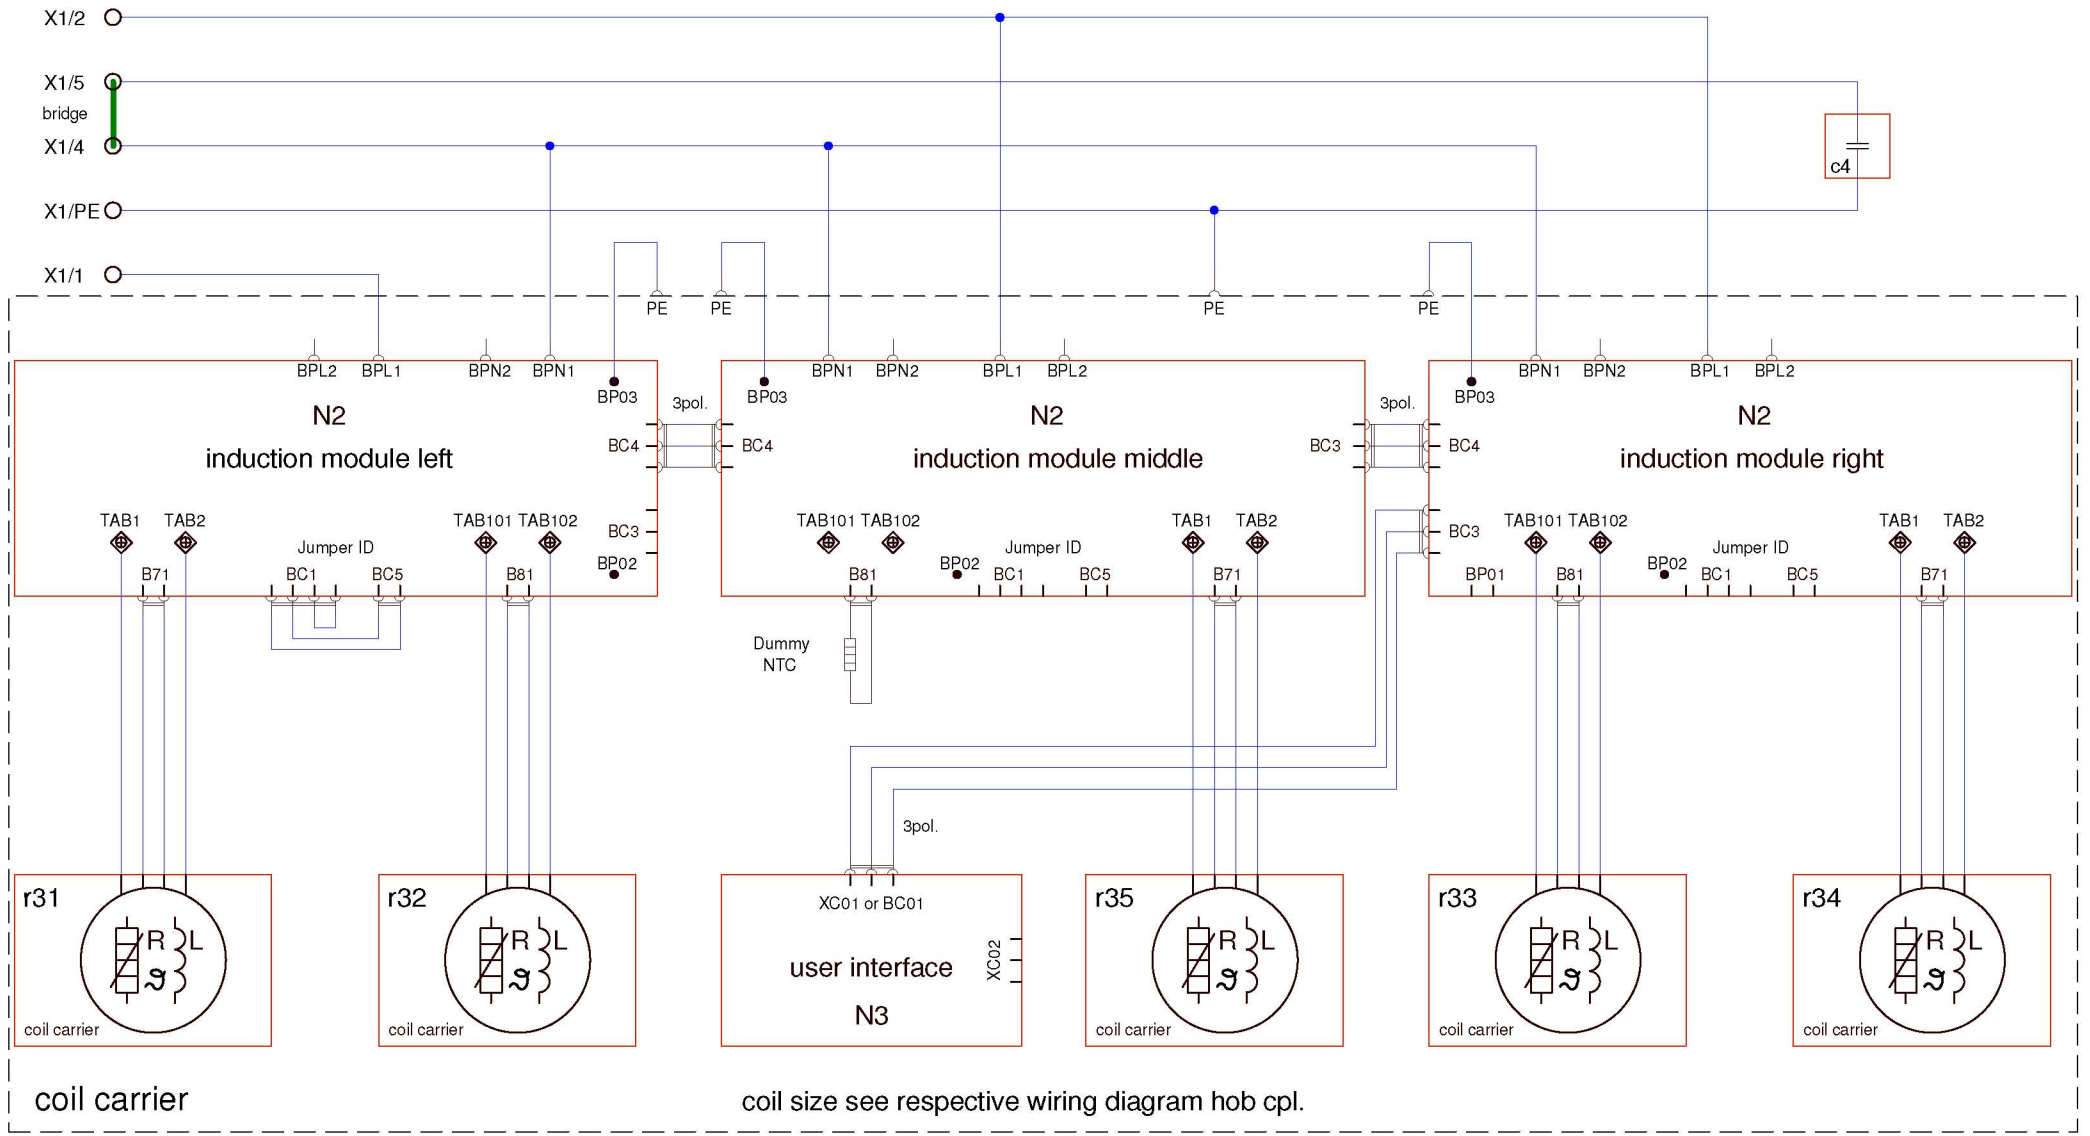 X1/2
X1/5
bridge
X1/4
c4
X1/PE
X1/1
PE PE PE PE
BPL2 BPL1 BPN2 BPN1 BPN1 BPN2 BPL1 BPL2 BPN1 BPN2 BPL1 BPL2
BP03 BP03 BP03
3pol. 3pol.
N2 N2 N2
BC4 BC4 BC3 BC4
induction module left induction module middle induction module right
TAB1 TAB2 TAB101 TAB102 TAB101 TAB102 TAB1 TAB2 TAB101 TAB102 TAB1 TAB2
BC3 BC3
Jumper ID Jumper ID Jumper ID
BP02 BP02 BP02
B71 BC1 BC5 B81 B81 BC1 BC5 B71 BP01 B81 BC1 BC5 B71
Dummy
NTC
3pol.
r31 r32 r35 r33 r34
XC01 or BC01
R L R L R L R L R L
XC02
user interface
ϑ ϑ ϑ ϑ ϑ
N3
coil carrier coil carrier coil carrier coil carrier coil carrier
coil carrier
coil size see respective wiring diagram hob cpl.